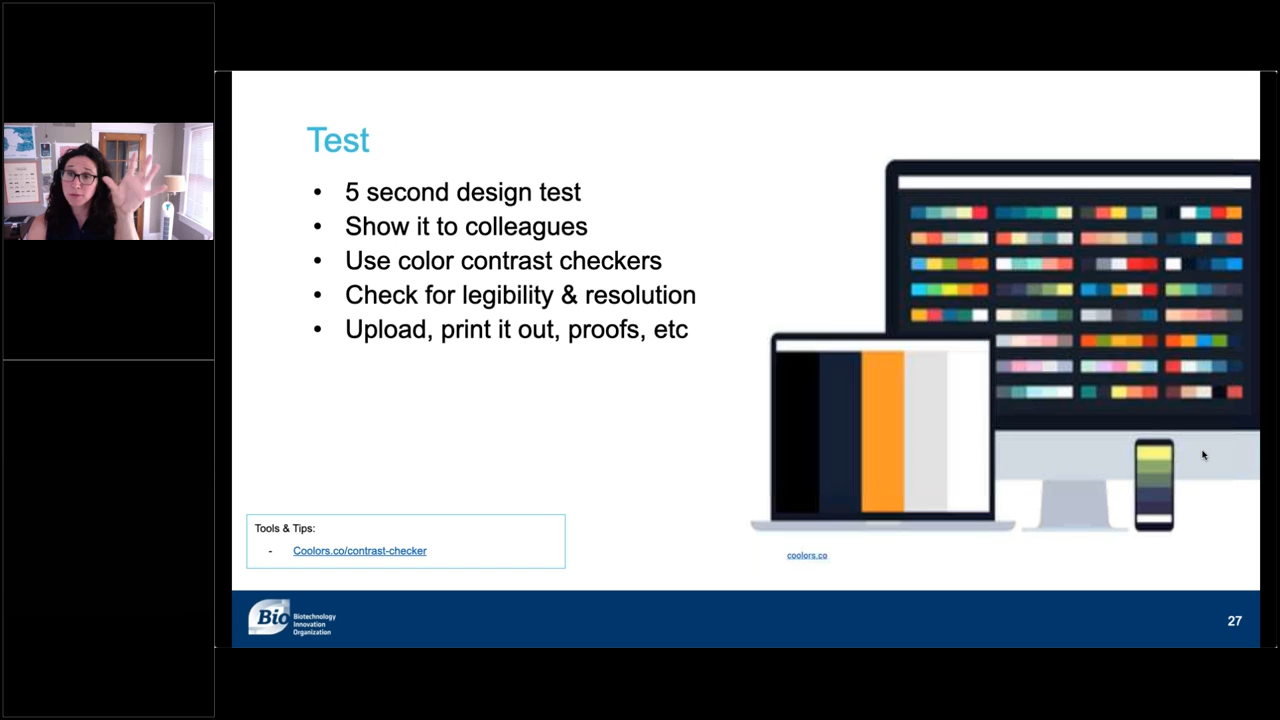 Test
• 5 second design test
• Show it to colleagues
• Use color contrast checkers
• Check for legibility & resolution
• Upload, print it out, proofs, etc
Tools & Tips:
- Coolors.co/contrast-checker
coolors.co
Bio
Biotechnology
Innovation
Organization
27